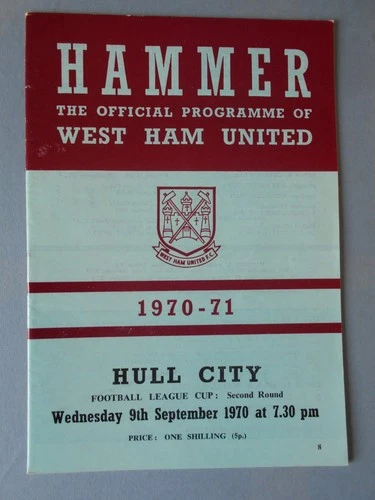 HAMMER
THE OFFICIAL PROGRAMME OF
WEST HAM UNITED
WEST HAM UNITED F.C
1970-71
HULL CITY
FOOTBALL LEAGUE CUP: Second Round
Wednesday 9th September 1970 at 7.30 pm
PRICE: ONE SHILLING (5p.)
8